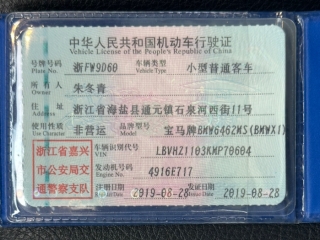 中华人民共和国机动车行驶证
Vehicle License of the People's Republic of China
号牌号码 浙FW9D60 车辆类型 小型普通客车
Plate No. Vehicle Type
所有人 朱冬青
Owner
住址 浙江省海盐县通元镇石泉河西街11号
Address
使用性质 非营运 品牌型号 宝马牌BMW6462MS(BMWX1)
Use Character Model
浙江省嘉兴 车辆识别代号 LBVHZ1103KMP70604
VIN
市公安局交 发动机号码 4916E717
Engine No.
通警察支队 注册日期 2019-08-28 发证日期 2019-08-28
Register Date Issue Date